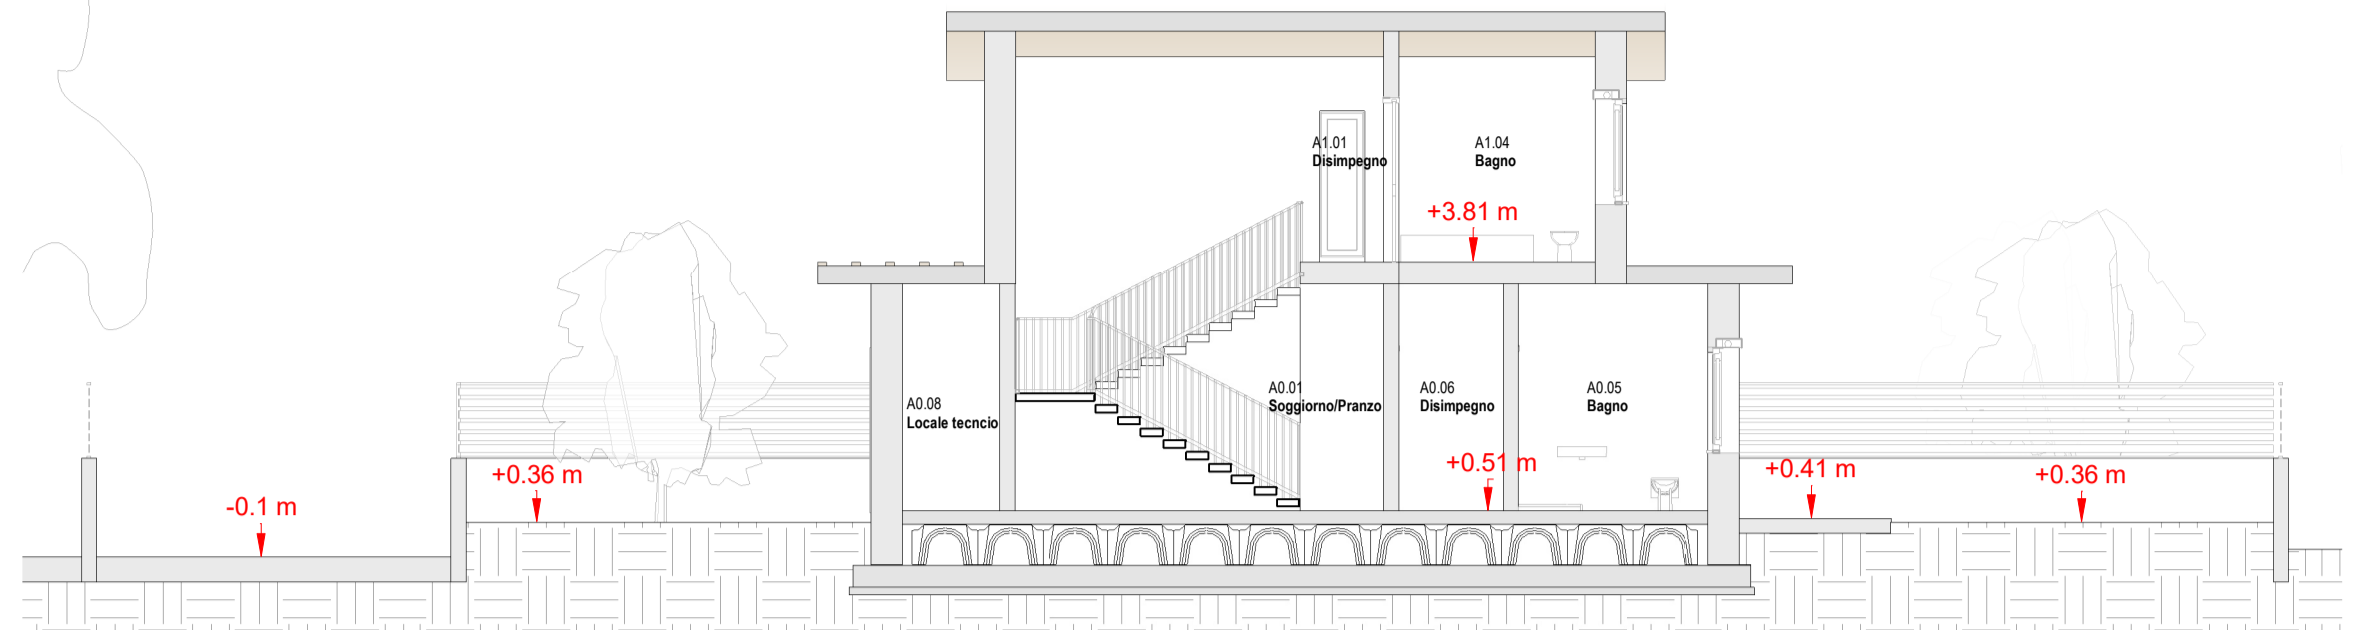 A1.01
Disimpegno
A1.04
Bagno
+3.81 m
A0.08
Locale tecncio
A0.01
Soggiorno/Pranzo
A0.06
Disimpegno
A0.05
Bagno
-0.1 m
+0.36 m
+0.51 m
+0.41 m
+0.36 m